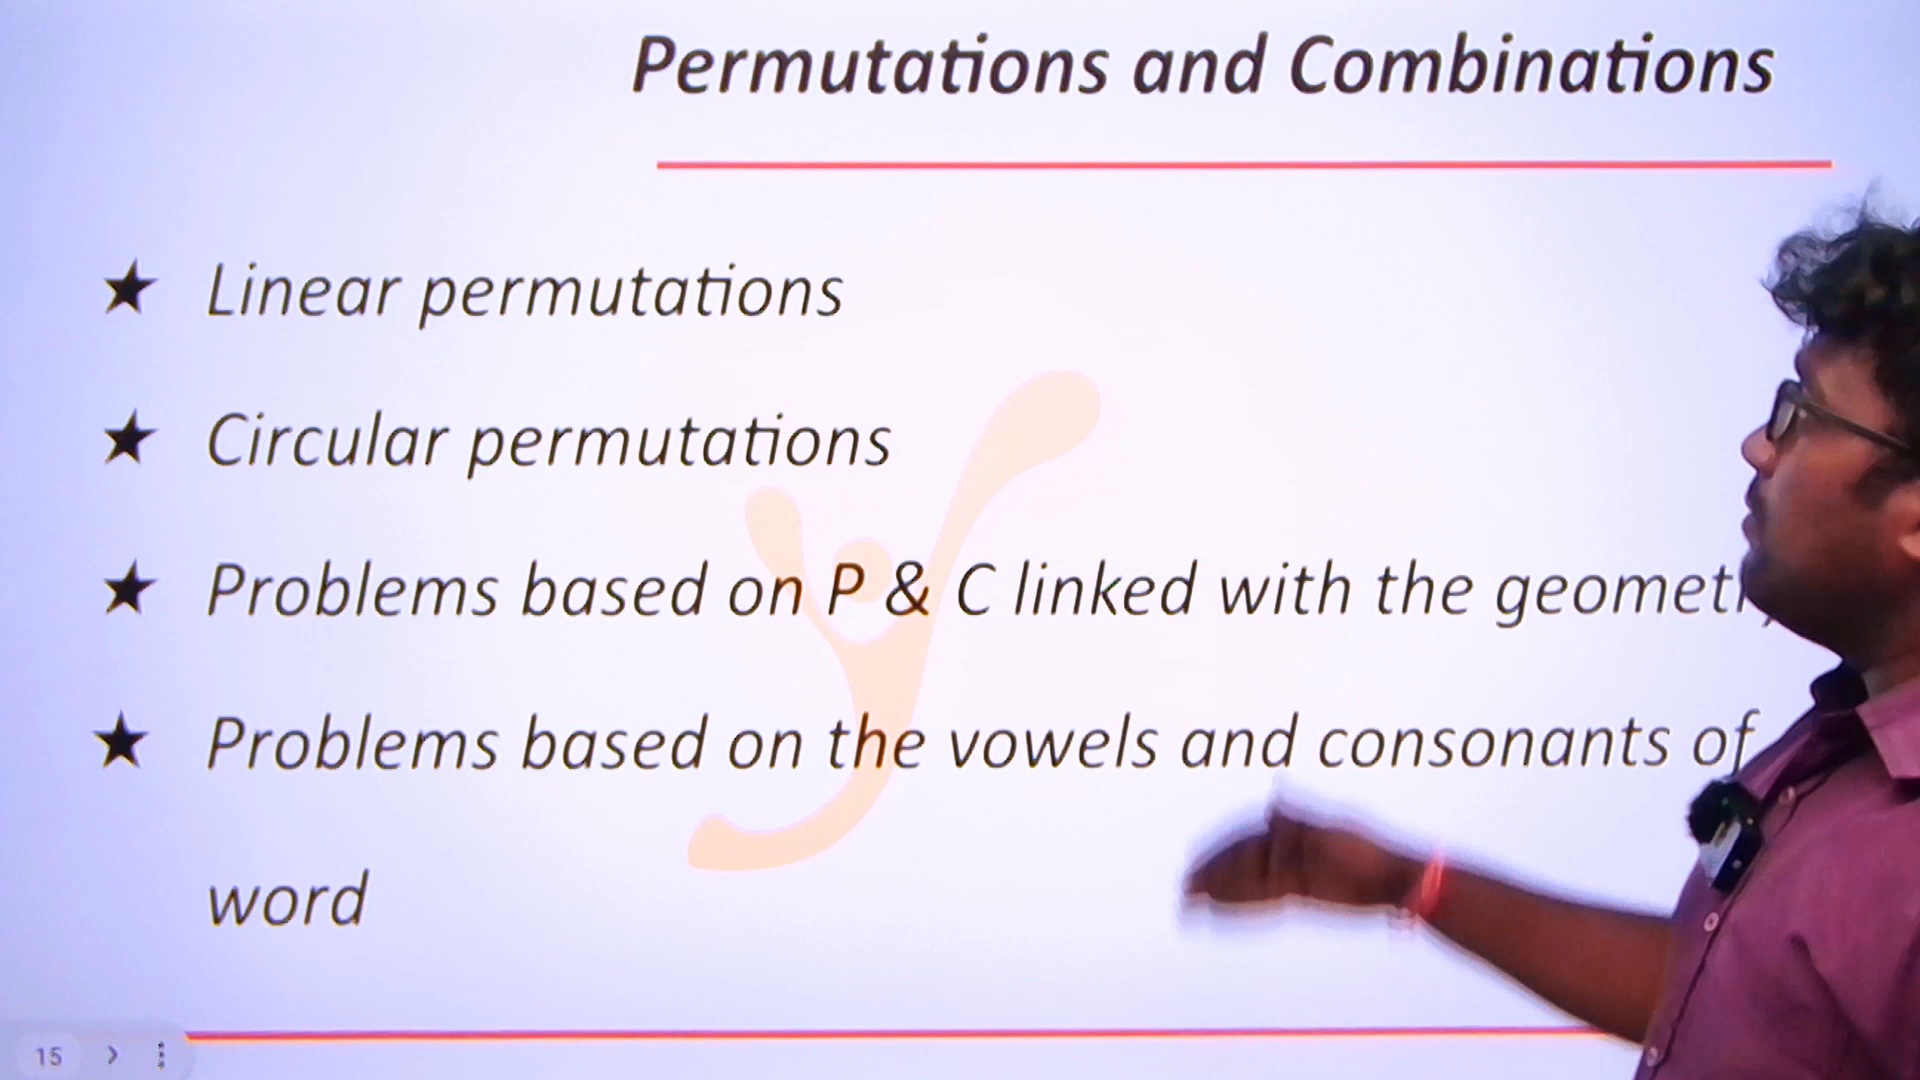 Permutations and Combinations
★ Linear permutations
★ Circular permutations
★ Problems based on P & C linked with the
★ Problems based on the vowels and consonants of
word
15